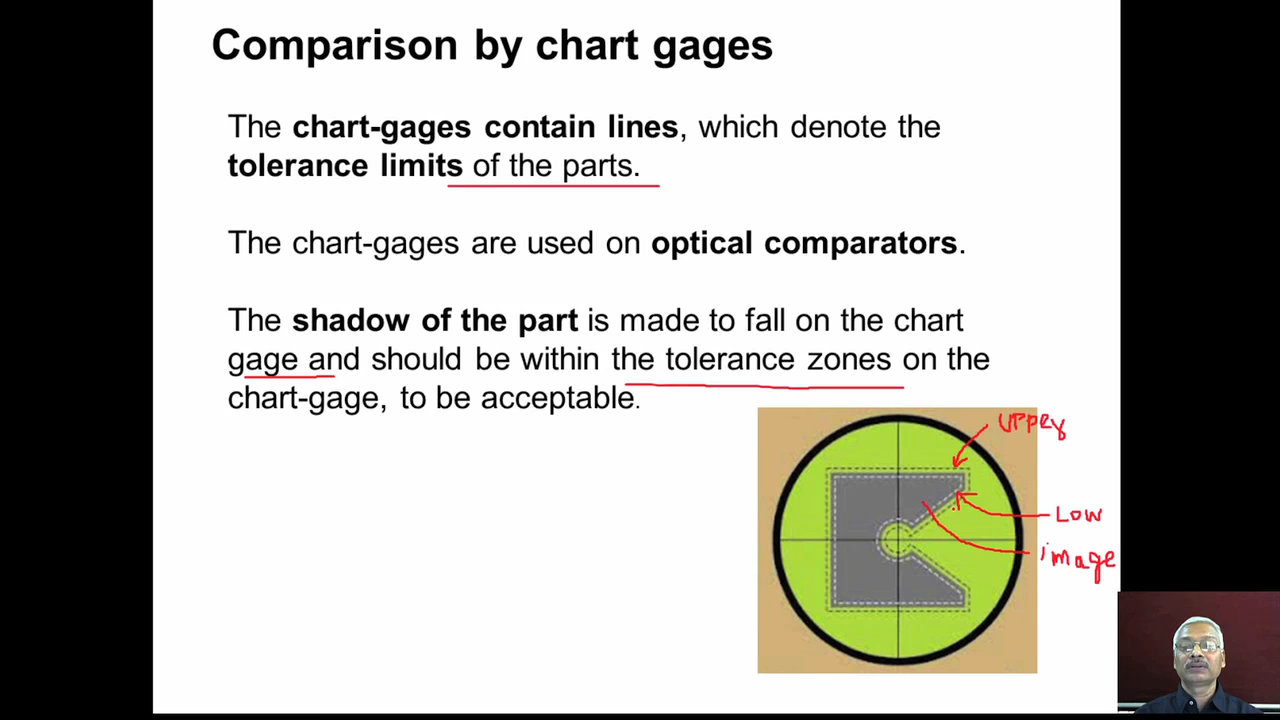 Comparison by chart gages
The chart-gages contain lines, which denote the
tolerance limits of the parts.
The chart-gages are used on optical comparators.
The shadow of the part is made to fall on the chart
gage and should be within the tolerance zones on the
chart-gage, to be acceptable.
Upper
Low
image